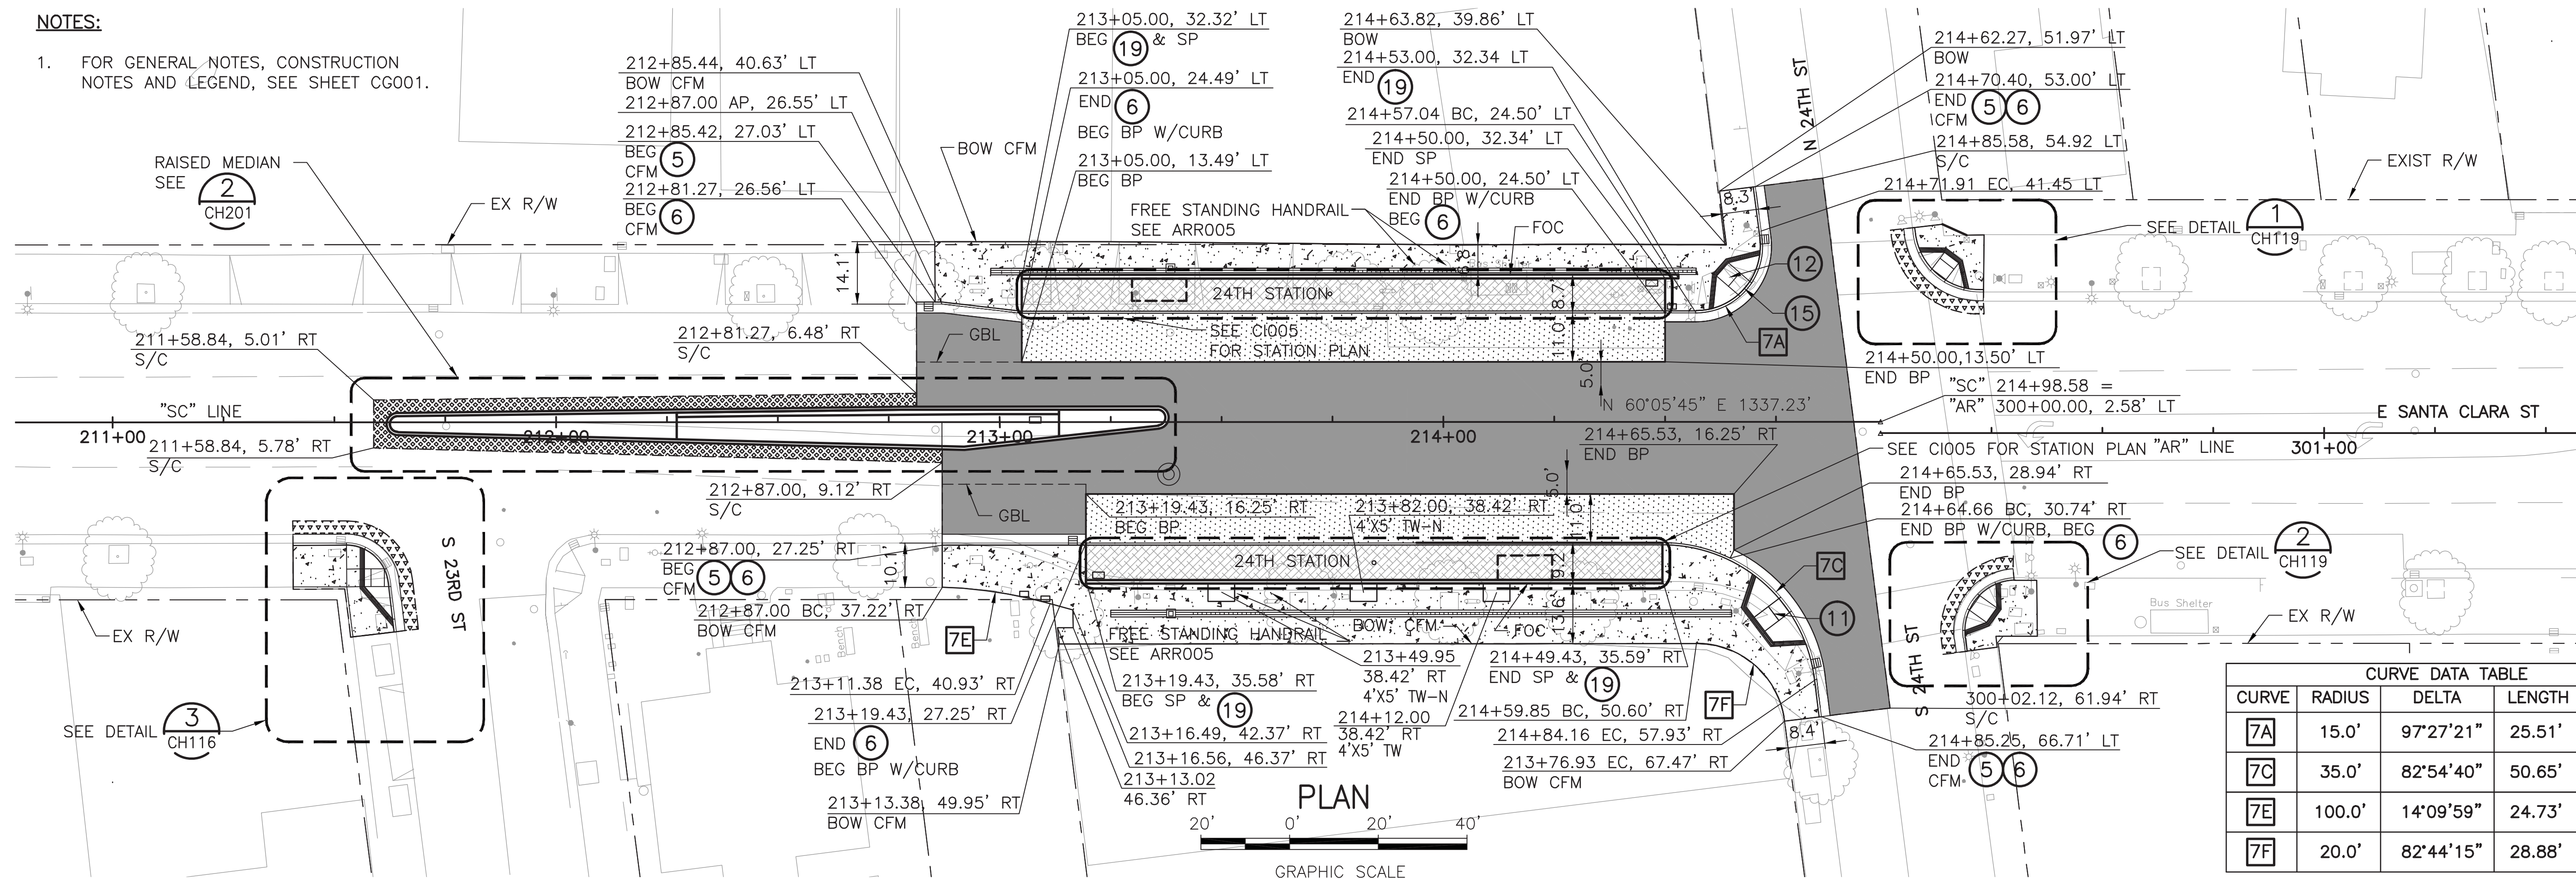 NOTES:
1. FOR GENERAL NOTES, CONSTRUCTION
NOTES AND LEGEND, SEE SHEET CG001.
RAISED MEDIAN
SEE
2
CH201
EX R/W
212+85.44, 40.63' LT
BOW CFM
212+87.00 AP, 26.55' LT
212+85.42, 27.03' LT
BEG 5
CFM
212+81.27, 26.56' LT
BEG 6
CFM
BOW CFM
213+05.00, 32.32' LT
BEG 19 & SP
213+05.00, 24.49' LT
END 6
BEG BP W/CURB
213+05.00, 13.49' LT
BEG BP
FREE STANDING HANDRAIL
SEE ARR005
214+63.82, 39.86' LT
BOW
214+53.00, 32.34 LT
END 19
214+57.04 BC, 24.50' LT
214+50.00, 32.34' LT
END SP
214+50.00, 24.50' LT
END BP W/CURB
BEG 6
FOC
N 24TH ST
214+62.27, 51.97' LT
BOW
214+70.40, 53.00' LT
END 5 6
CFM
214+85.58, 54.92 LT
S/C
214+71.91 EC, 41.45 LT
EXIST R/W
SEE DETAIL
1
CH119
8.3'
12
15
7A
14.1'
24TH STATION
8.7'
11.0'
5.0'
SEE CI005
FOR STATION PLAN
211+58.84, 5.01' RT
S/C
212+81.27, 6.48' RT
S/C
GBL
214+50.00,13.50' LT
END BP
"SC" 214+98.58 =
"AR" 300+00.00, 2.58' LT
"SC" LINE
211+00
212+00
213+00
214+00
N 60°05'45" E 1337.23'
E SANTA CLARA ST
301+00
"AR" LINE
211+58.84, 5.78' RT
S/C
214+65.53, 16.25' RT
END BP
SEE CI005 FOR STATION PLAN
214+65.53, 28.94' RT
END BP
214+64.66 BC, 30.74' RT
END BP W/CURB, BEG 6
SEE DETAIL
2
CH119
212+87.00, 9.12' RT
S/C
GBL
213+19.43, 16.25' RT
BEG BP
213+82.00, 38.42' RT
4'X5' TW-N
5.0'
11.0'
24TH STATION
9.2'
13.6'
7C
11
S 23RD ST
212+87.00, 27.25' RT
BEG 5 6
CFM
10.1'
212+87.00 BC, 37.22' RT
BOW CFM
7E
EX R/W
Bench
Bench
Bus Shelter
EX R/W
FREE STANDING HANDRAIL
SEE ARR005
BOW, CFM
FOC
213+11.38 EC, 40.93' RT
213+19.43, 27.25' RT
END 6
BEG BP W/CURB
213+13.38, 49.95' RT
BOW CFM
213+19.43, 35.58' RT
BEG SP & 19
213+16.49, 42.37' RT
213+16.56, 46.37' RT
213+13.02
46.36' RT
213+49.95
38.42' RT
4'X5' TW-N
214+12.00
38.42' RT
4'X5' TW
214+49.43, 35.59' RT
END SP & 19
214+59.85 BC, 50.60' RT
7F
214+84.16 EC, 57.93' RT
213+76.93 EC, 67.47' RT
BOW CFM
8.4'
S 24TH ST
300+02.12, 61.94' RT
S/C
214+85.25, 66.71' LT
END 5 6
CFM
SEE DETAIL
3
CH116
PLAN
20' 0' 20' 40'
GRAPHIC SCALE
CURVE DATA TABLE
CURVE RADIUS DELTA LENGTH
7A 15.0' 97°27'21" 25.51'
7C 35.0' 82°54'40" 50.65'
7E 100.0' 14°09'59" 24.73'
7F 20.0' 82°44'15" 28.88'